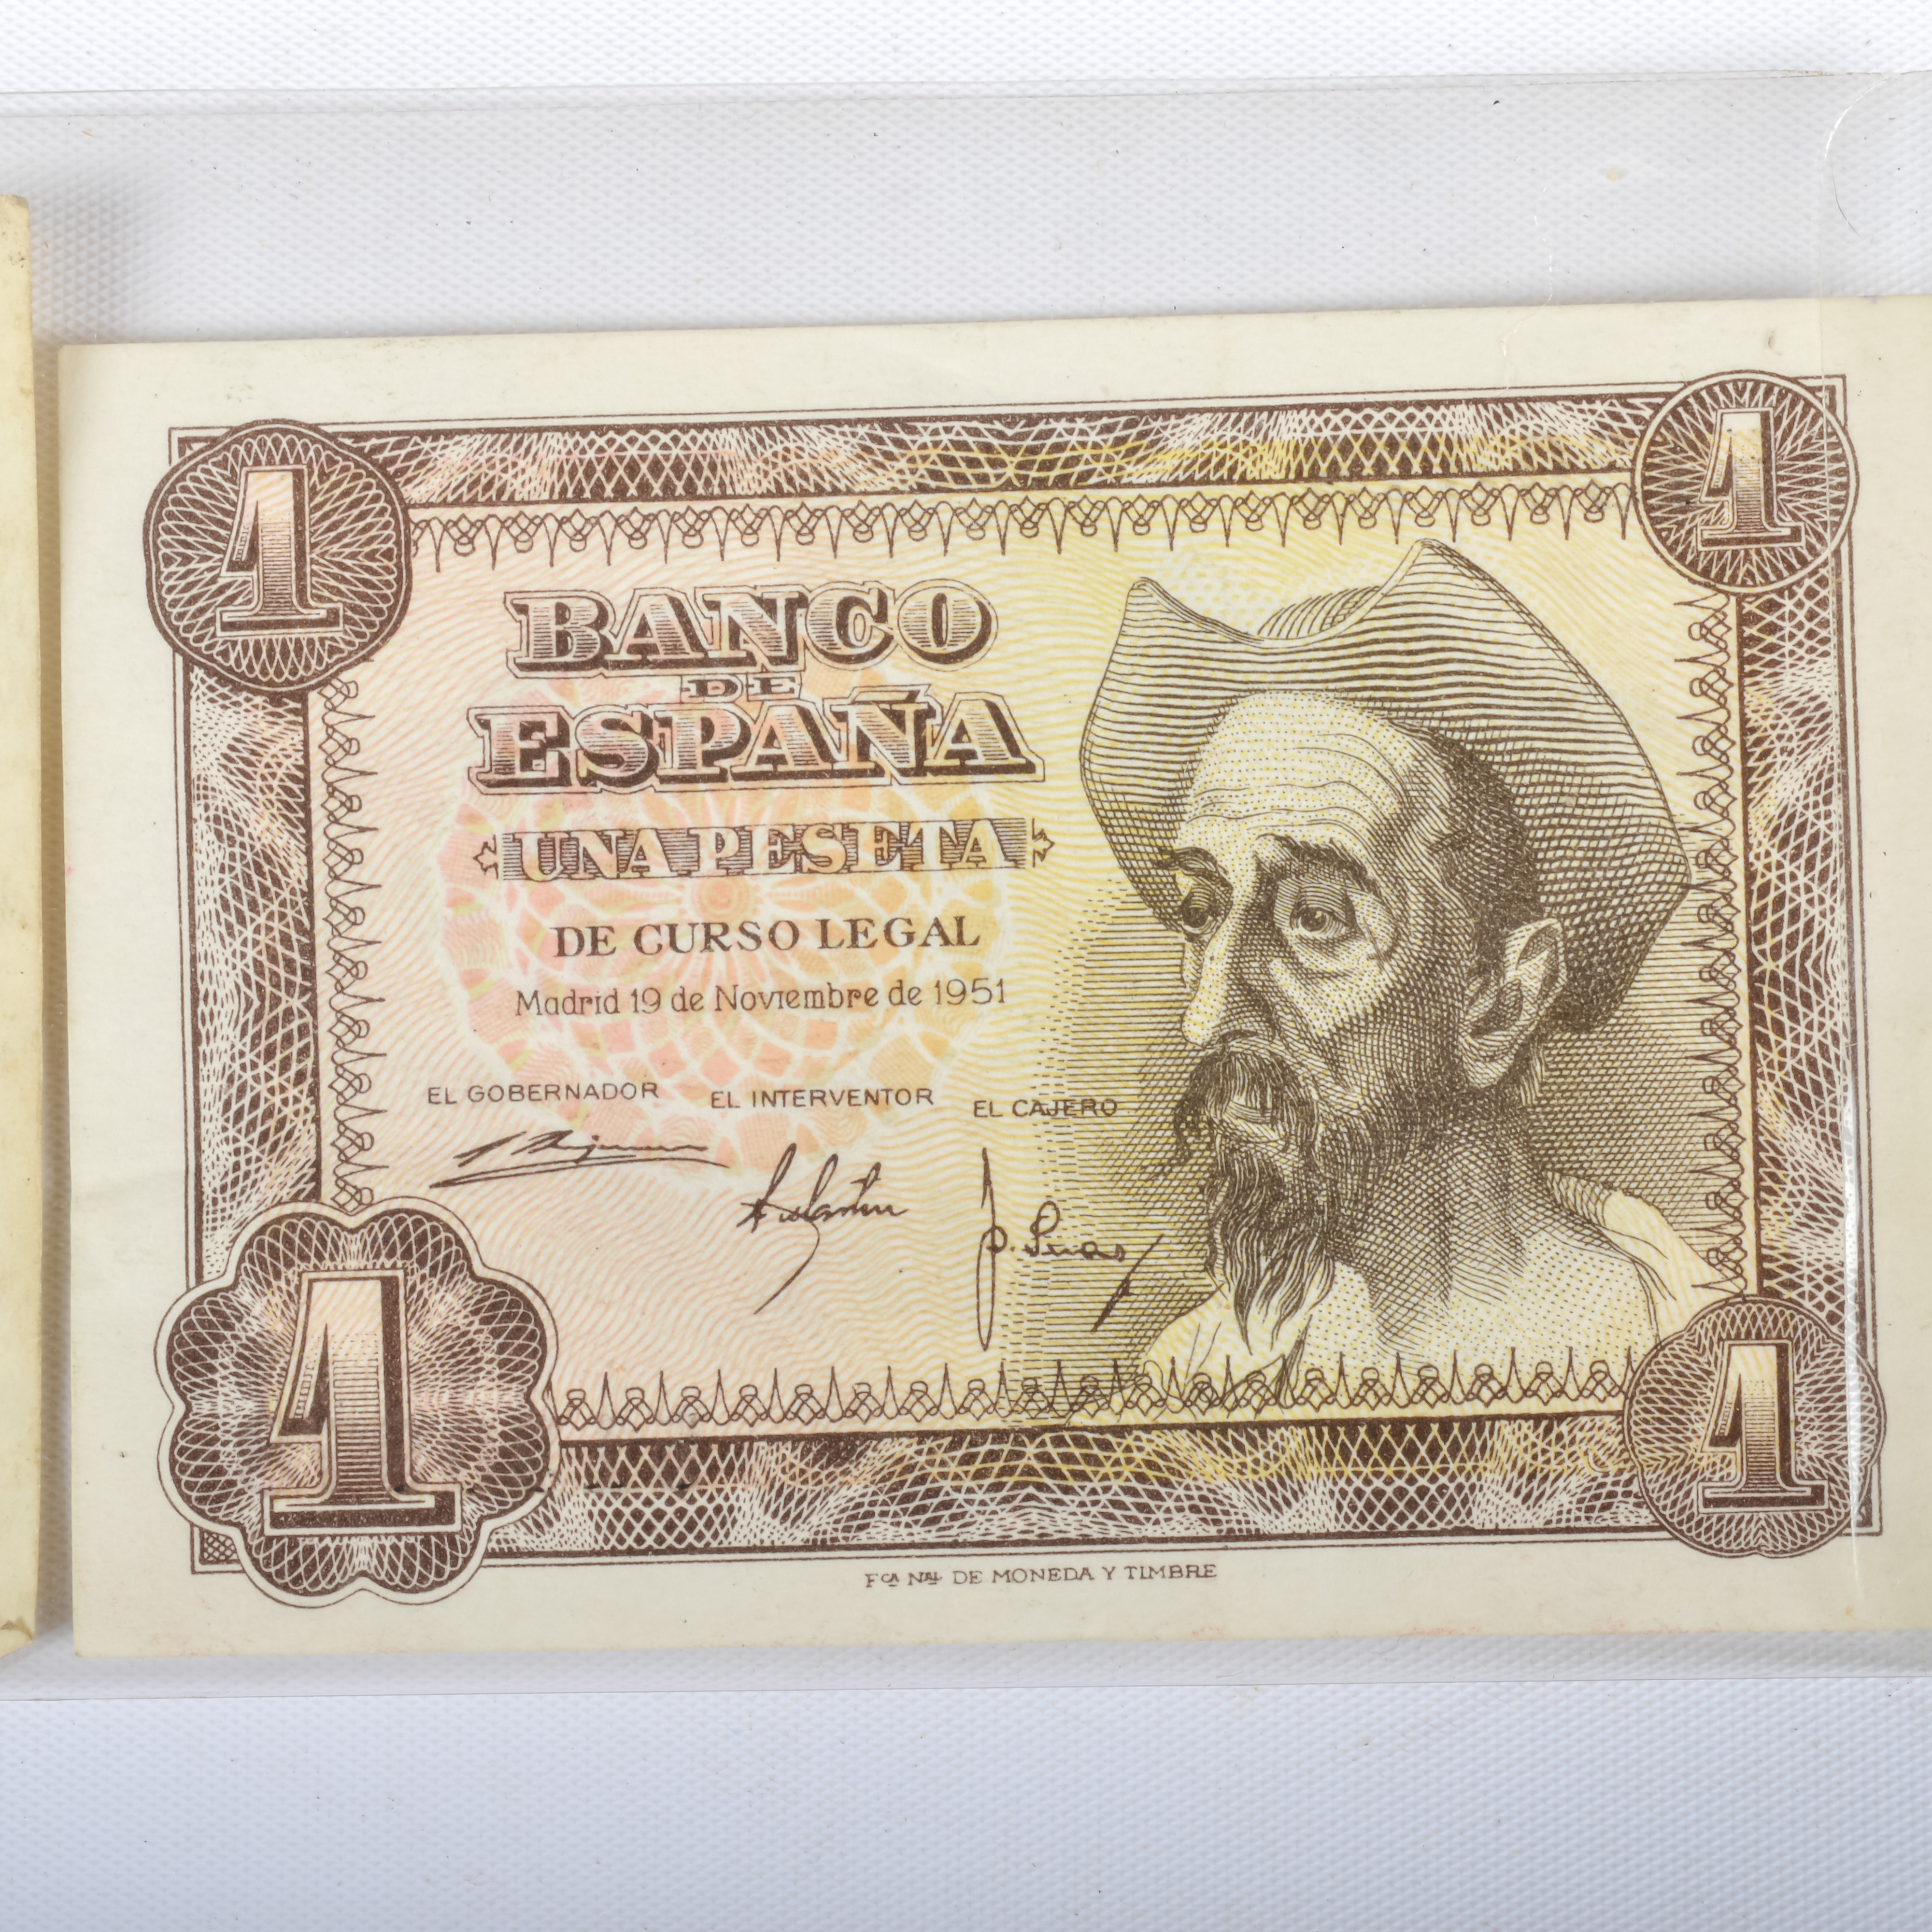 1 1
BANCO
DE
ESPAÑA
UNA PESETA
DE CURSO LEGAL
Madrid 19 de Noviembre de 1951
EL GOBERNADOR EL INTERVENTOR EL CAJERO
1 1
FCA NAL DE MONEDA Y TIMBRE